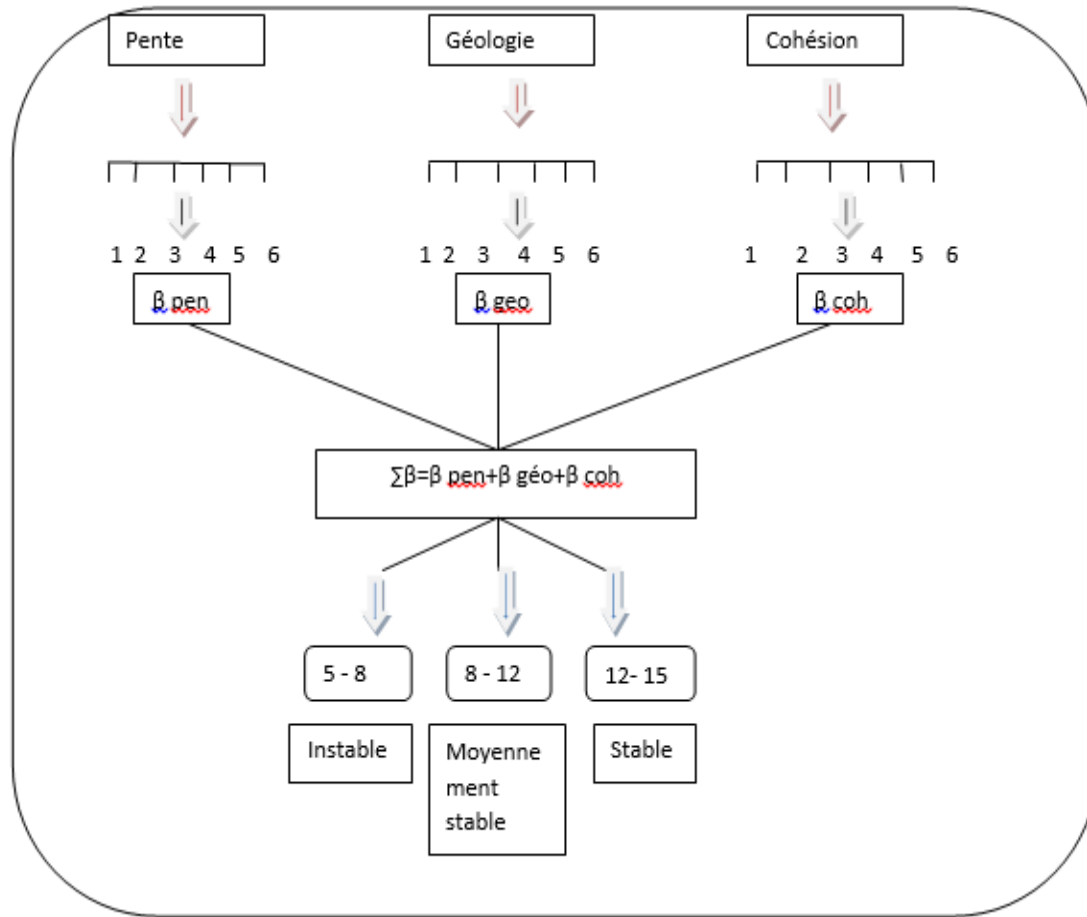 Pente
Géologie
Cohésion
1 2 3 4 5 6
1 2 3 4 5 6
1 2 3 4 5 6
β pen
β geo
β coh
∑β=β pen+β géo+β coh
5 - 8
8 - 12
12- 15
Instable
Moyenne
ment
stable
Stable